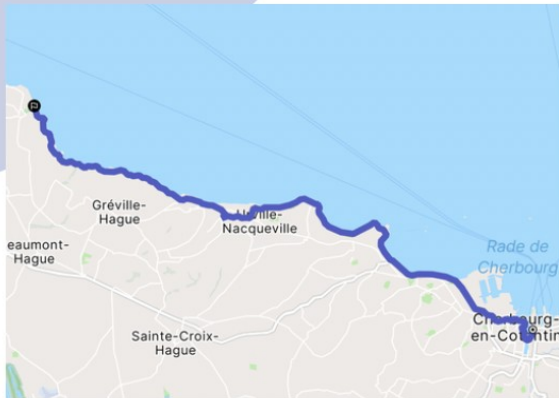 Gréville-
Hague
Urville-
Nacqueville
eaumont-
Hague
Rade de
Cherbourg
Sainte-Croix-
Hague
Cherbourg-
en-Cotentin